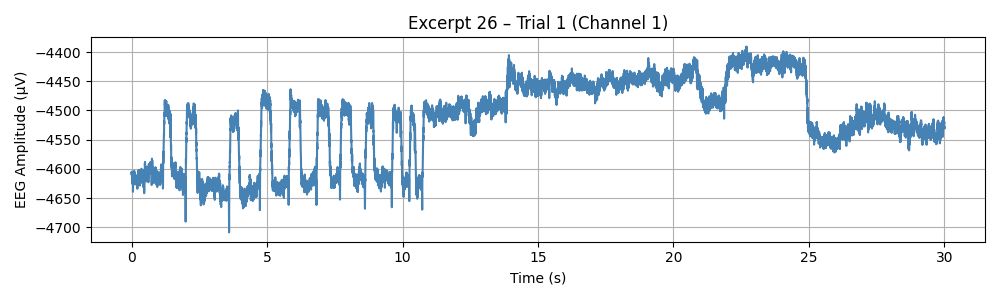 Excerpt 26 – Trial 1 (Channel 1)
EEG Amplitude (µV)
−4400
−4450
−4500
−4550
−4600
−4650
−4700
0 5 10 15 20 25 30
Time (s)